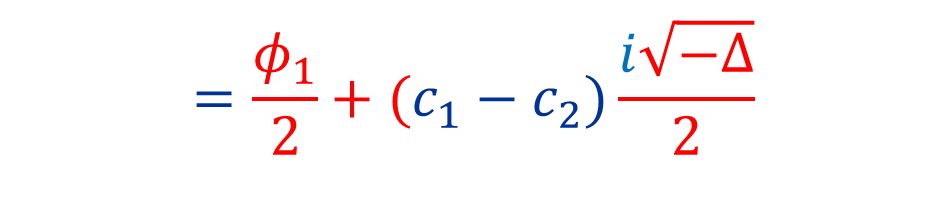 = ϕ₁/2 + (c₁ − c₂) i√−Δ/2